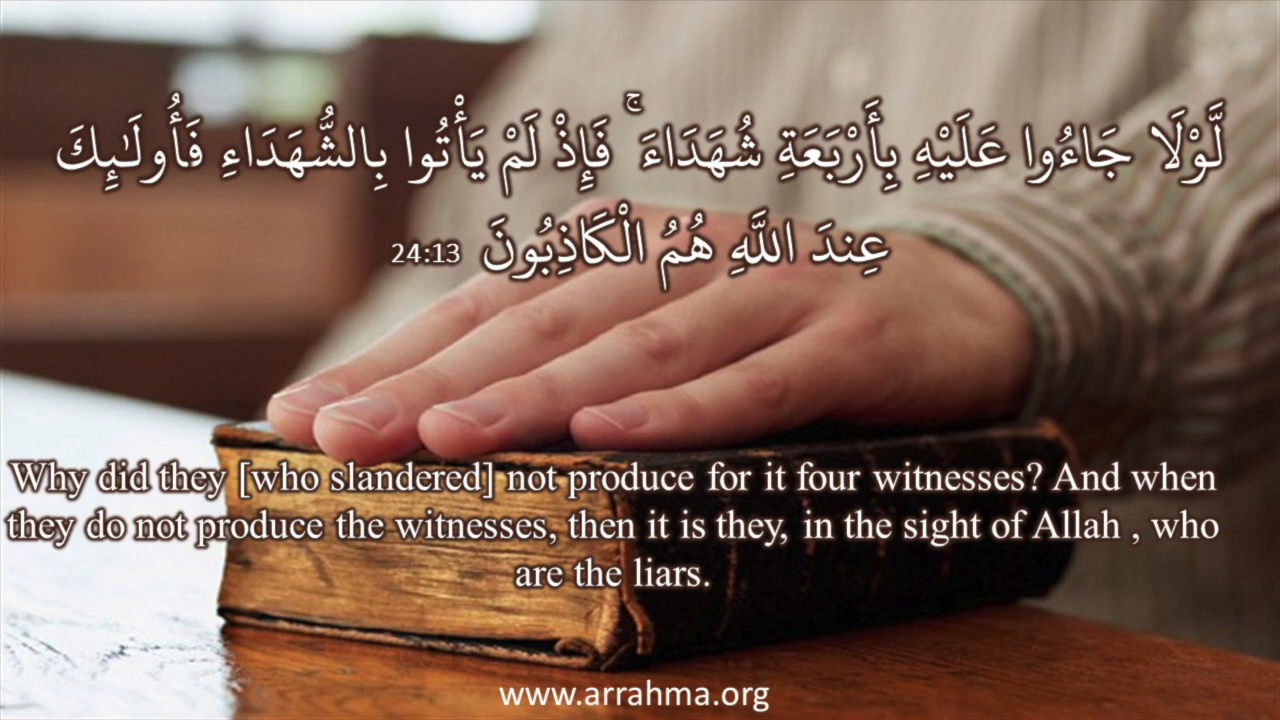 لَّوْلَا جَاءُوا عَلَيْهِ بِأَرْبَعَةِ شُهَدَاءَ ۚ فَإِذْ لَمْ يَأْتُوا بِالشُّهَدَاءِ فَأُولَٰئِكَ
عِندَ اللَّهِ هُمُ الْكَاذِبُونَ 24:13
Why did they [who slandered] not produce for it four witnesses? And when
they do not produce the witnesses, then it is they, in the sight of Allah , who
are the liars.
www.arrahma.org